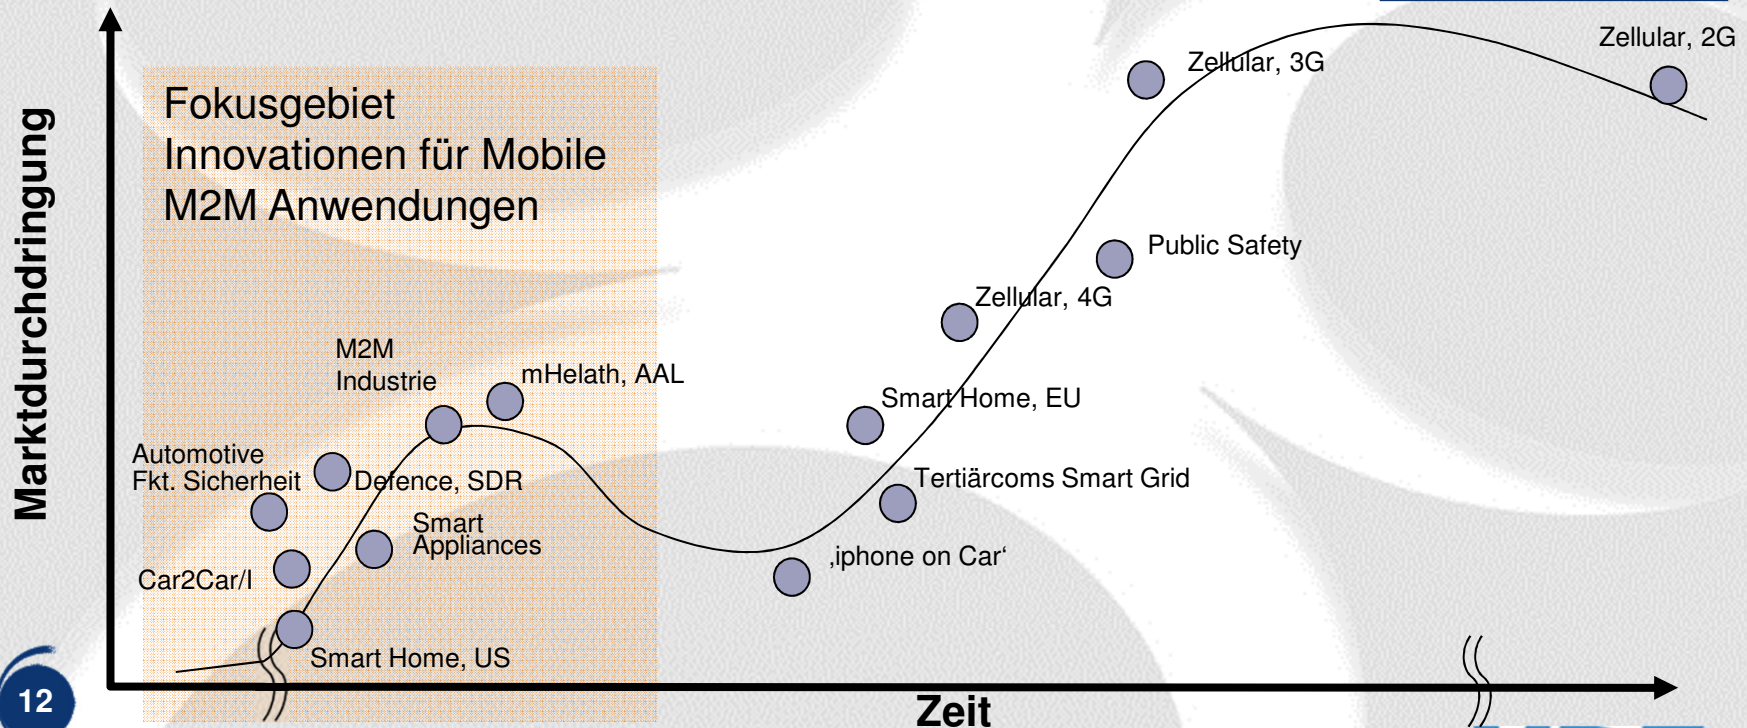 Zellular, 2G
Zellular, 3G
Fokusgebiet
Innovationen für Mobile
M2M Anwendungen
Marktdurchdringung
Public Safety
Zellular, 4G
M2M
Industrie
mHelath, AAL
Smart Home, EU
Automotive
Fkt. Sicherheit
Defence, SDR
Tertiärcoms Smart Grid
Smart
Appliances
‚iphone on Car‘
Car2Car/I
Smart Home, US
12
Zeit